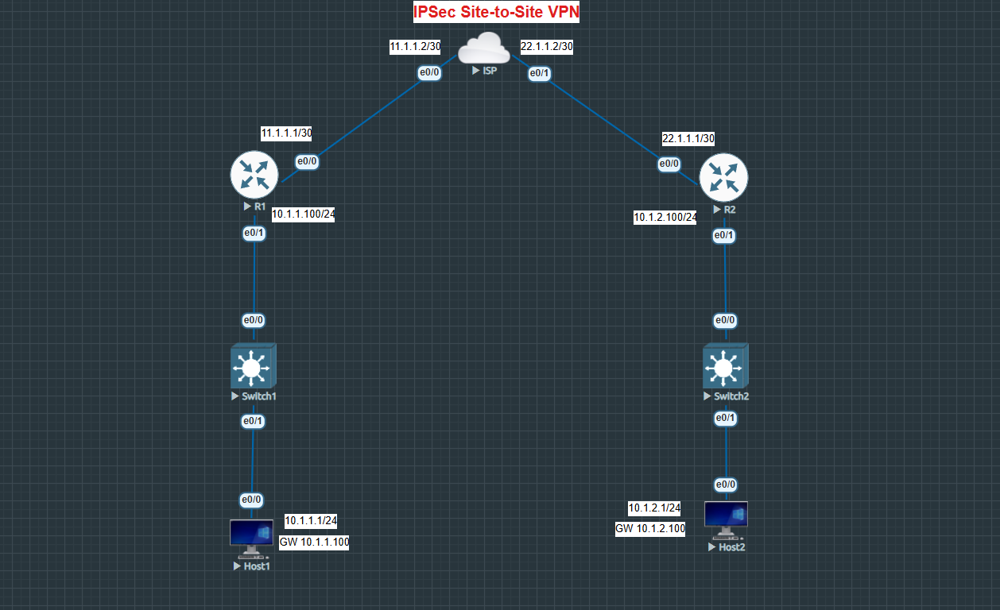 IPSec Site-to-Site VPN
11.1.1.2/30
22.1.1.2/30
ISP
e0/0
e0/1
11.1.1.1/30
22.1.1.1/30
e0/0
e0/0
R1
R2
10.1.1.100/24
10.1.2.100/24
e0/1
e0/1
e0/0
e0/0
Switch1
Switch2
e0/1
e0/1
e0/0
e0/0
10.1.1.1/24
10.1.2.1/24
GW 10.1.1.100
GW 10.1.2.100
Host1
Host2